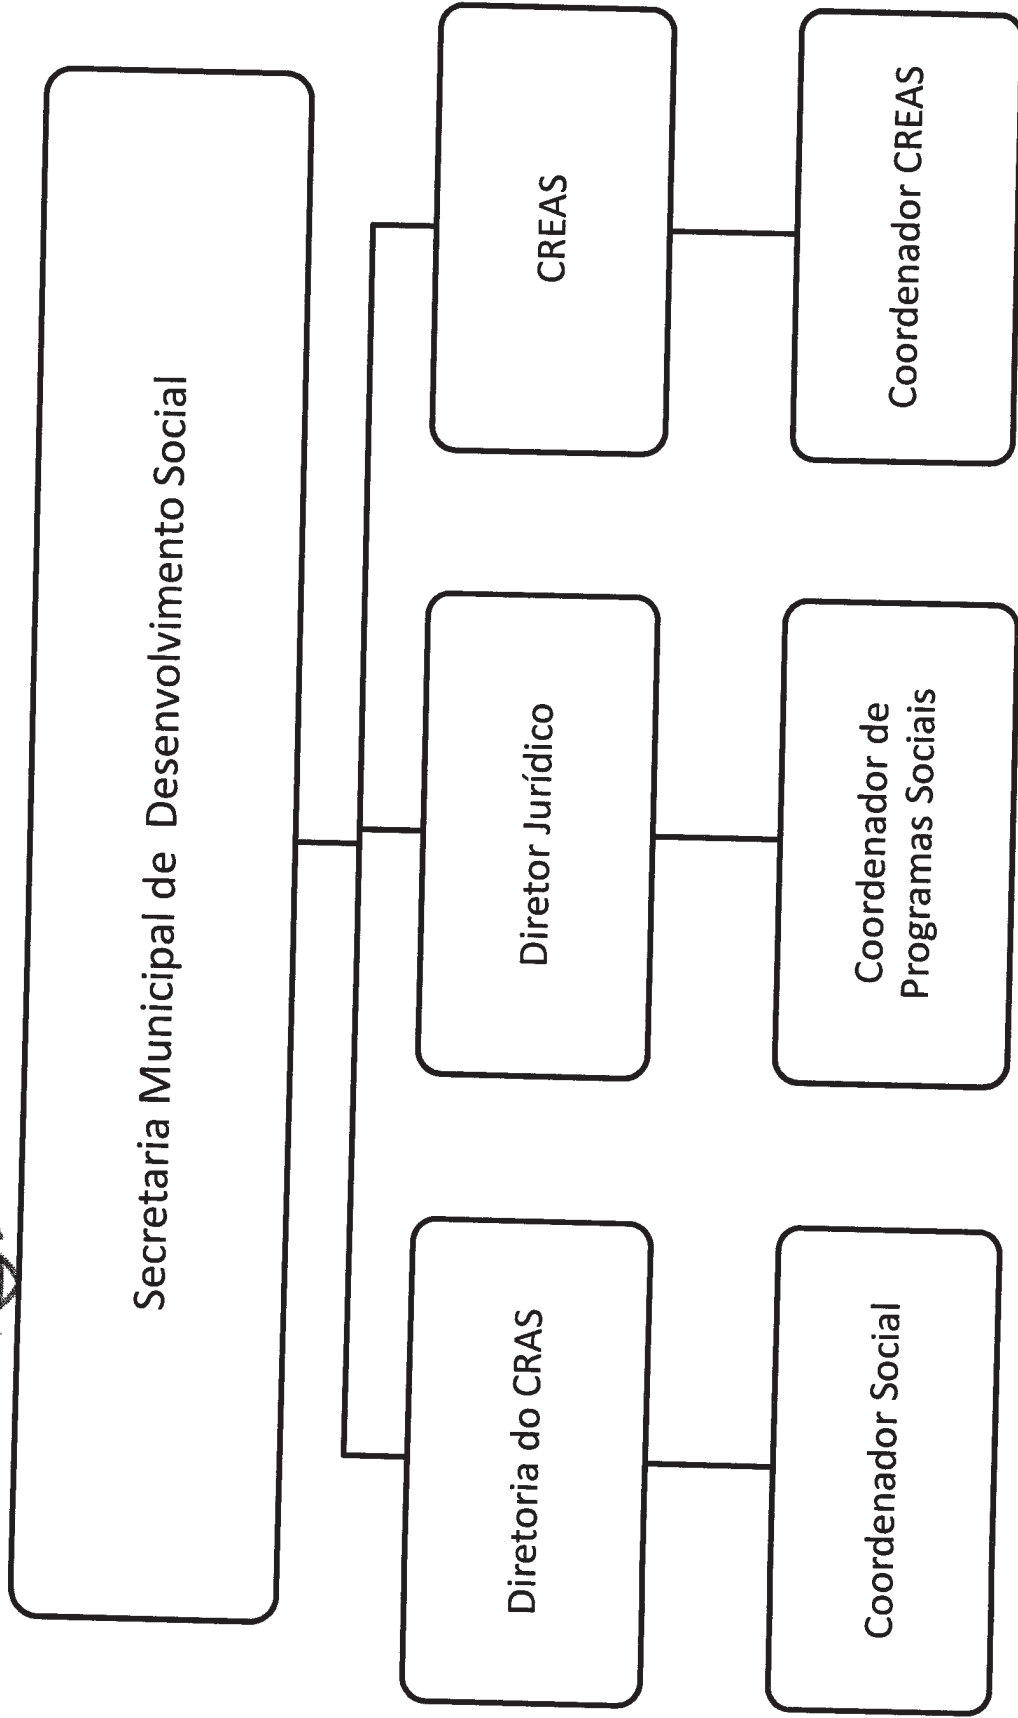 Secretaria Municipal de Desenvolvimento Social
Diretoria do CRAS
Diretor Jurídico
CREAS
Coordenador Social
Coordenador de
Programas Sociais
Coordenador CREAS